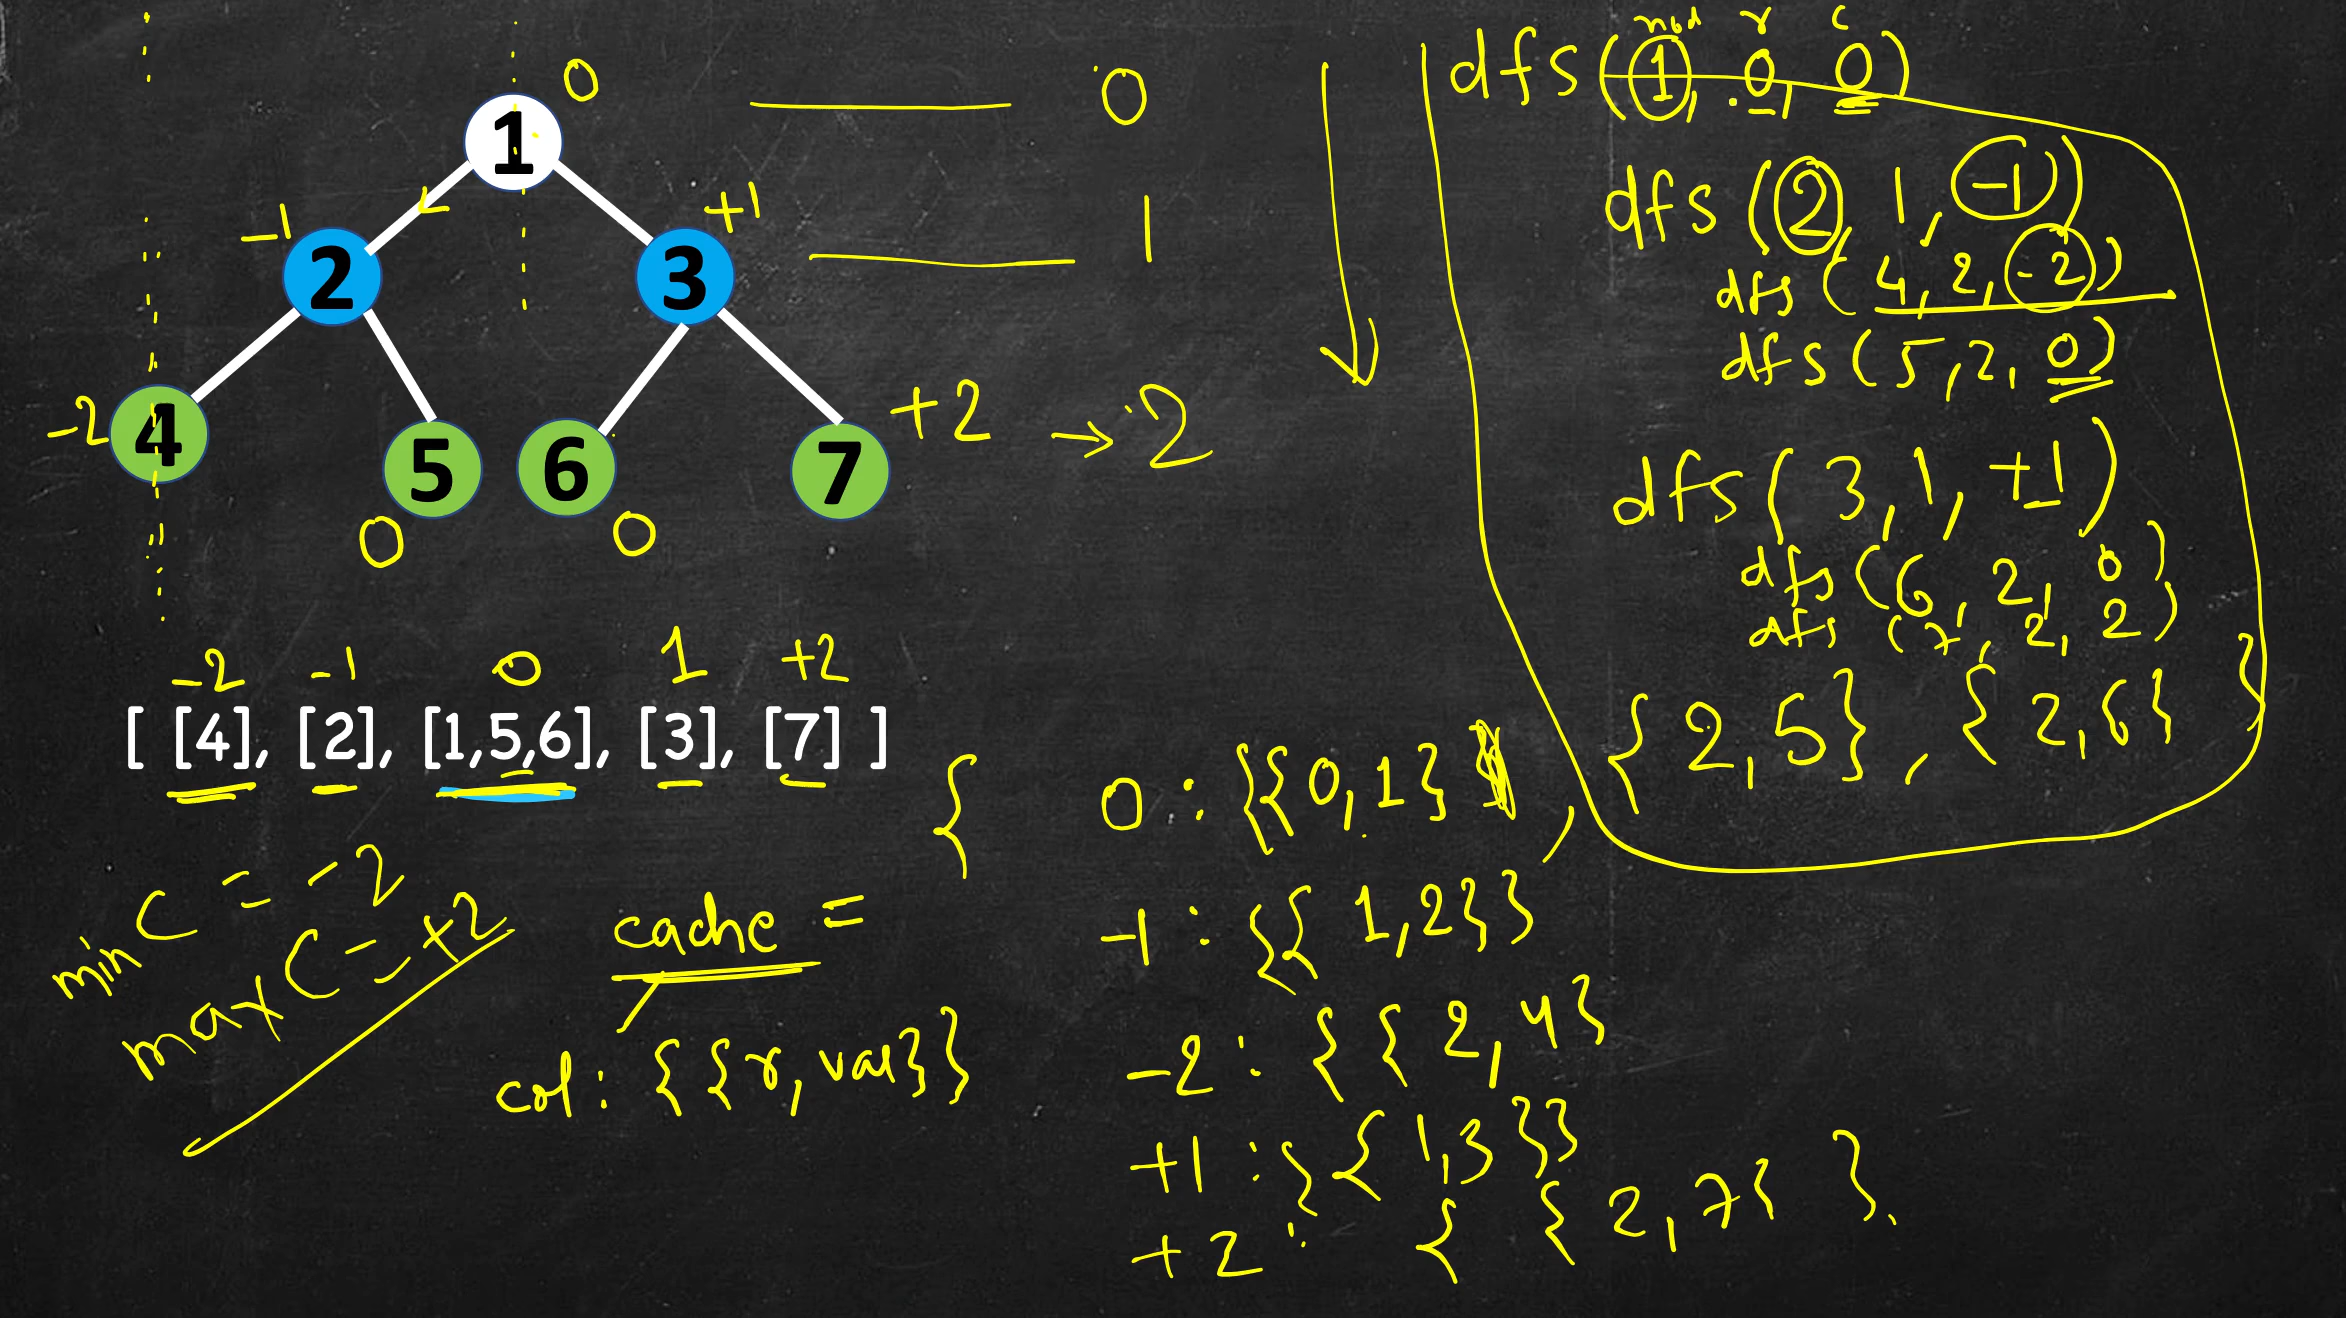 0
1
-1
+1
2
3
-2
4
5
6
7
+2
0
0
0
1
→ 2
nod r c
dfs(1, 0, 0)
dfs(2, 1, -1)
dfs(4, 2, -2)
dfs(5, 2, 0)
dfs(3, 1, +1)
dfs(6, 2, 0)
dfs(7, 2, 2)
-2 -1 0 1 +2
[ [4], [2], [1,5,6], [3], [7] ]
min C = -2
max C = +2
cache = {
col: {{r, val}}
0 : {{0,1} , {2,5}, {2,6} }
-1 : {{1,2}}
-2 : {{2,4}
+1 : {{1,3}}
+2 : {{2,7} }